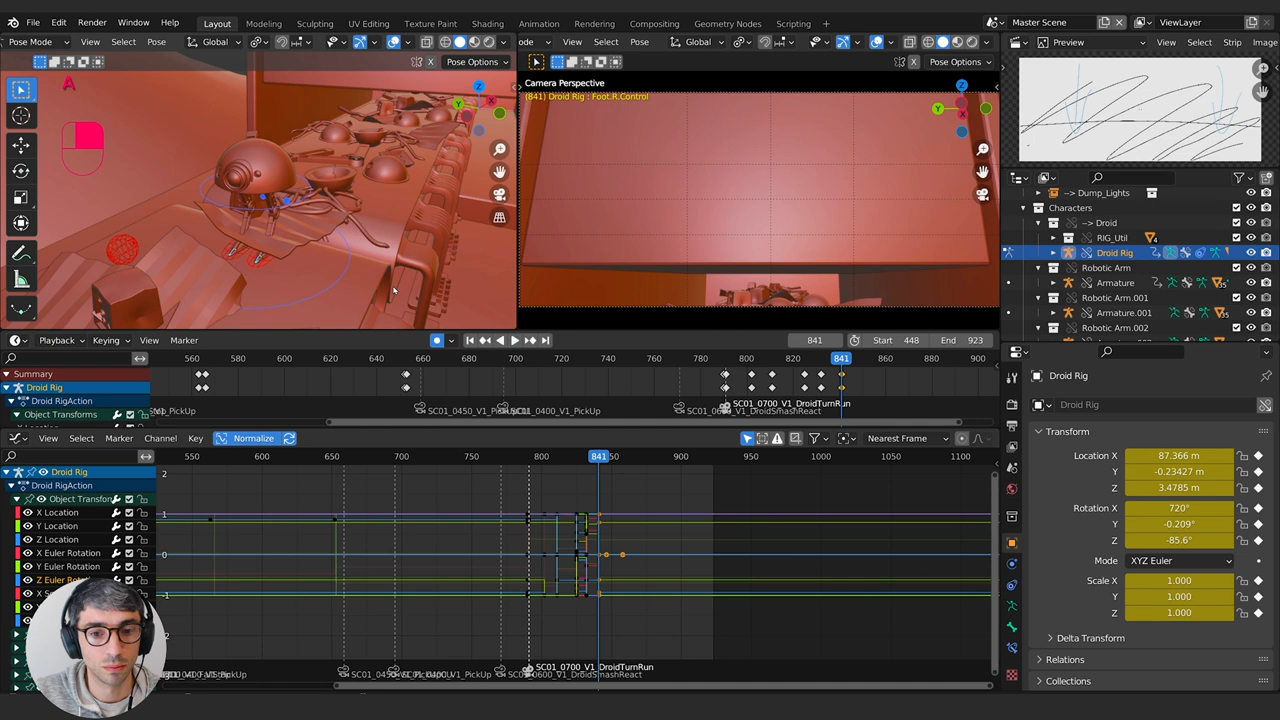 File Edit Render Window Help
Layout Modeling Sculpting UV Editing Texture Paint Shading Animation Rendering Compositing Geometry Nodes Scripting +
Master Scene
ViewLayer
Pose Mode View Select Pose Global
ode View Select Pose Global
Preview View Select Strip Image
X Pose Options
X Pose Options
A
Z
Y
X
Camera Perspective
(841) Droid Rig : Foot.R.Control
Z
Y
X
--> Dump_Lights
Characters
--> Droid
RIG_Util 4
Droid Rig
Robotic Arm
Armature
Robotic Arm.001
Armature.001
Robotic Arm.002
Playback Keying View Marker
841
Start 448
End 923
560 580 600 620 640 660 680 700 720 740 760 780 800 820 841 860 880 900
Summary
Droid Rig
Droid RigAction
Object Transforms
SC01_0450_V1_PickUp
SC01_0700_V1_DroidTurnRun
View Select Marker Channel Key Normalize
Nearest Frame
550 600 650 700 750 800 841 900 950 1000 1050 1100
Droid Rig
Droid RigAction
Object Transform
X Location
Y Location
Z Location
X Euler Rotation
Y Euler Rotation
2
1
0
-1
SC01_0700_V1_DroidTurnRun
Droid Rig
Droid Rig
Transform
Location X 87.366 m
Y -0.23427 m
Z 3.4785 m
Rotation X 720°
Y -0.209°
Z -85.6°
Mode XYZ Euler
Scale X 1.000
Y 1.000
Z 1.000
Delta Transform
Relations
Collections